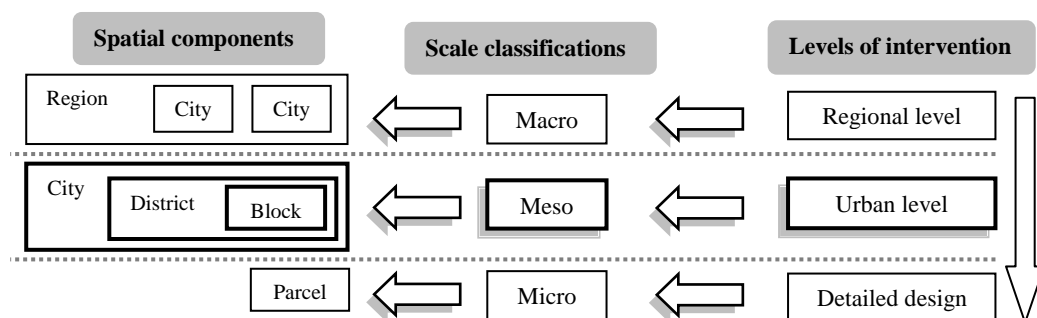 Spatial components
Scale classifications
Levels of intervention
Region
City
City
Macro
Regional level
City
District
Block
Meso
Urban level
Parcel
Micro
Detailed design